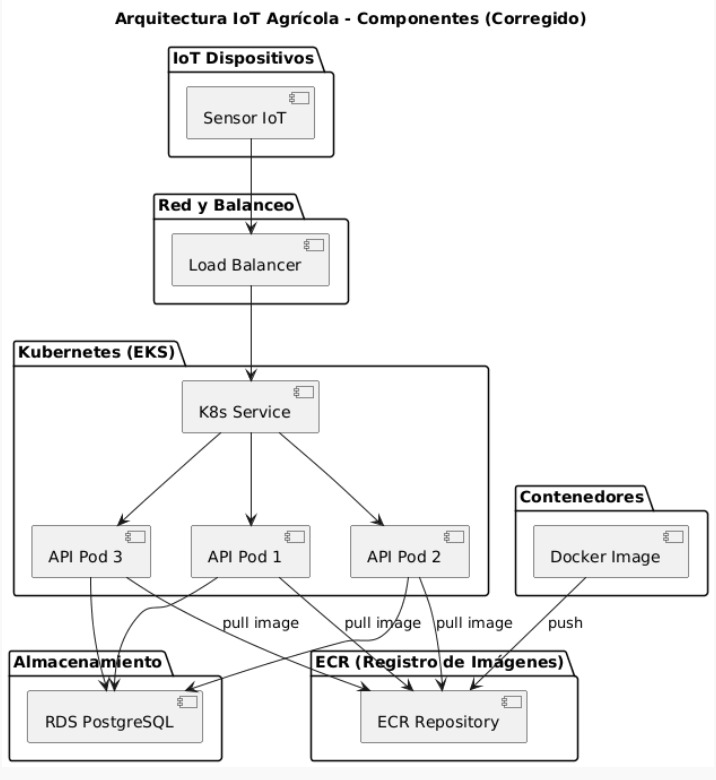 Arquitectura IoT Agrícola - Componentes (Corregido)
IoT Dispositivos
Sensor IoT
Red y Balanceo
Load Balancer
Kubernetes (EKS)
K8s Service
API Pod 3
API Pod 1
API Pod 2
Contenedores
Docker Image
pull image
pull image
pull image
push
Almacenamiento
RDS PostgreSQL
ECR (Registro de Imágenes)
ECR Repository